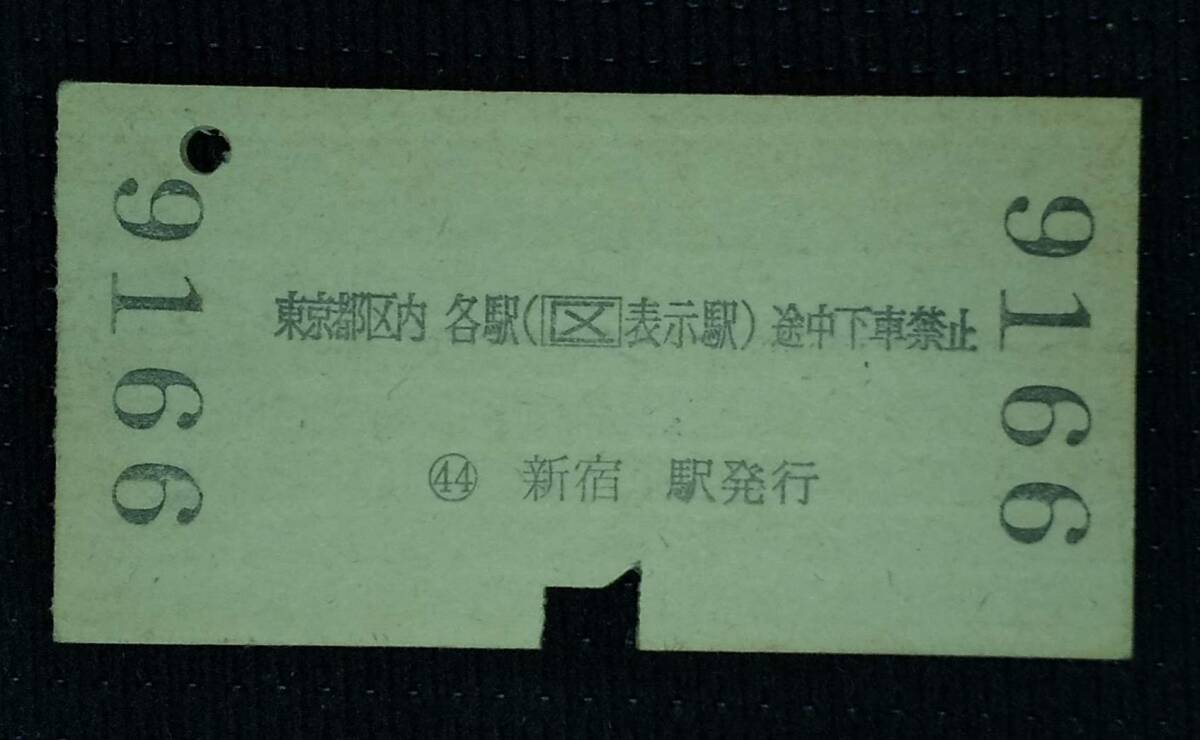 9166
東京都区内 各駅(区表示駅) 途中下車禁止
㊹ 新宿 駅発行
9166